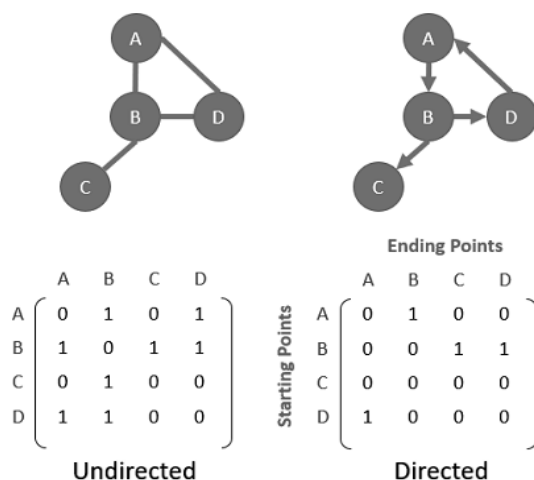 A
B
D
C
A
B
D
C
A B C D
A 0 1 0 1
B 1 0 1 1
C 0 1 0 0
D 1 1 0 0
Undirected
Ending Points
Starting Points
A B C D
A 0 1 0 0
B 0 0 1 1
C 0 0 0 0
D 1 0 0 0
Directed